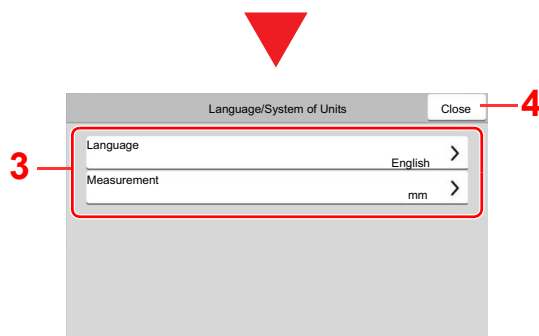 Language/System of Units
Close
4
3
Language
English
Measurement
mm